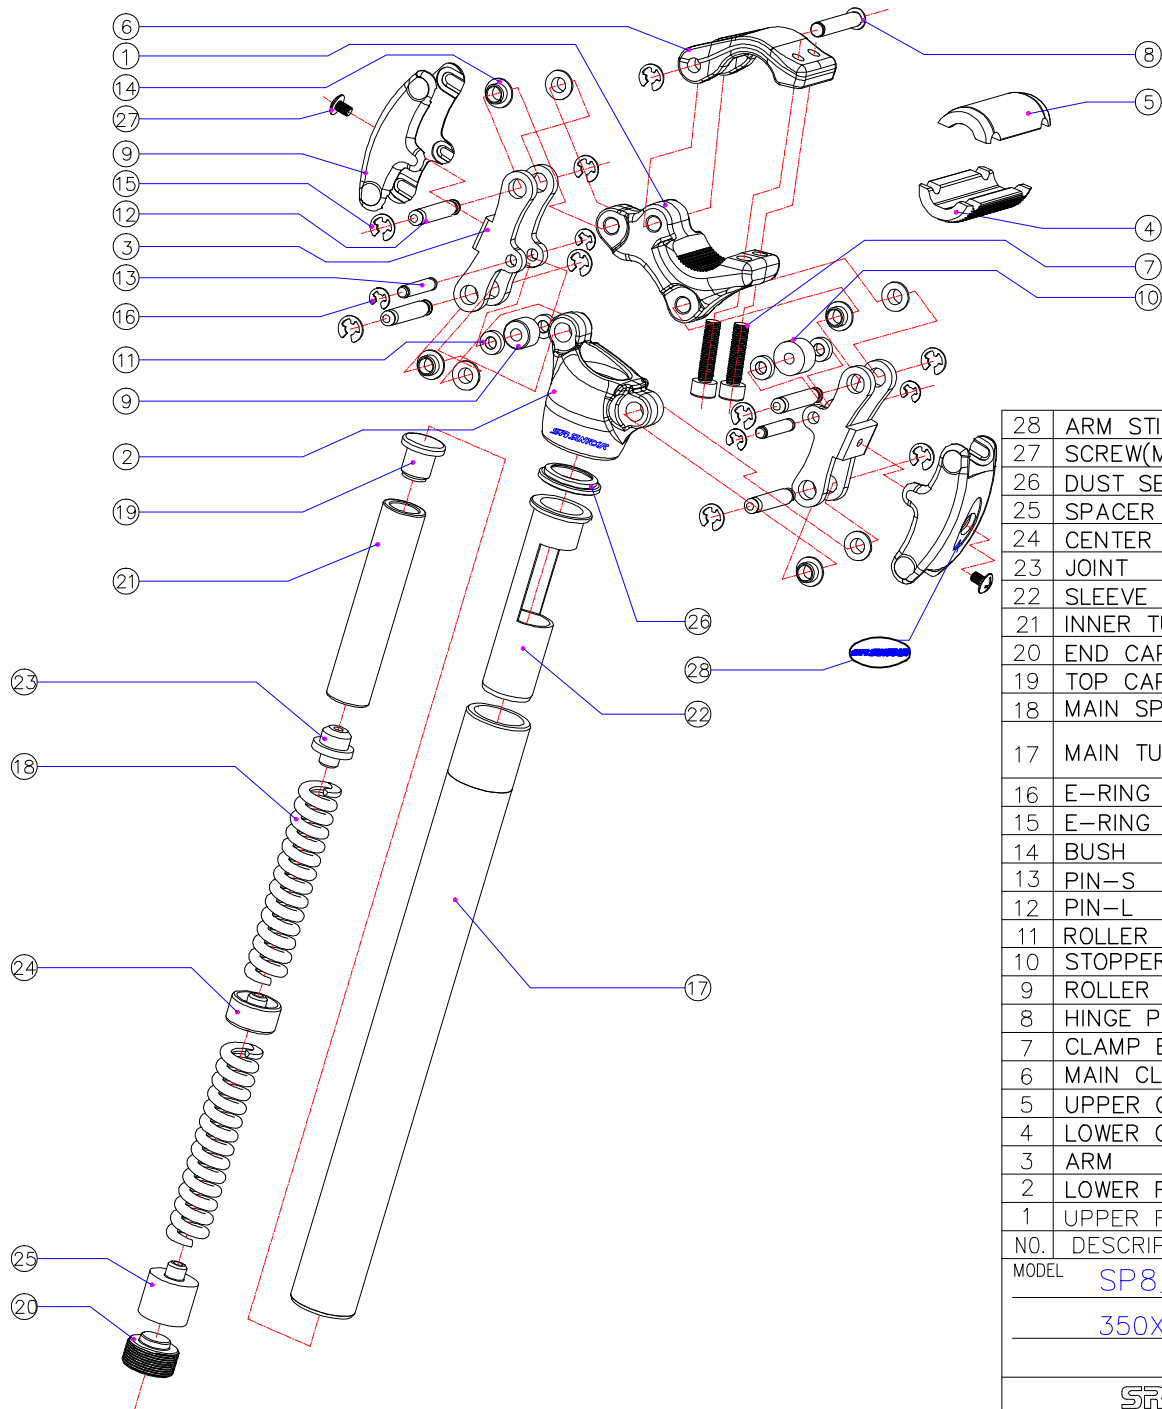 6
1
14
27
9
15
12
3
13
16
11
9
2
19
21
23
18
24
25
20
8
5
4
7
10
26
28
22
17
SR SUNTOUR
28 ARM STI
27 SCREW(M
26 DUST SE
25 SPACER
24 CENTER
23 JOINT
22 SLEEVE
21 INNER TU
20 END CAP
19 TOP CAP
18 MAIN SP
17 MAIN TU
16 E-RING
15 E-RING
14 BUSH
13 PIN-S
12 PIN-L
11 ROLLER
10 STOPPER
9 ROLLER
8 HINGE P
7 CLAMP B
6 MAIN CL
5 UPPER C
4 LOWER C
3 ARM
2 LOWER P
1 UPPER P
NO. DESCRIP
MODEL SP8
350X
SR